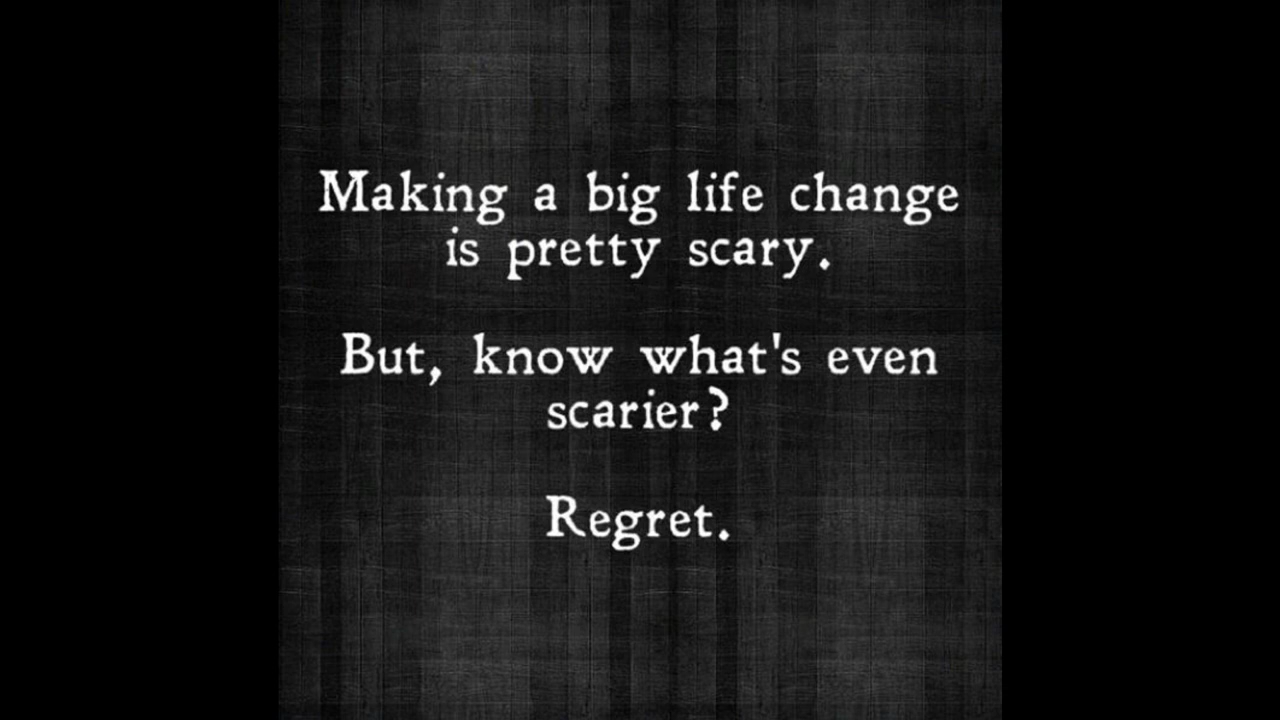 Making a big life change
is pretty scary.
But, know what's even
scarier?
Regret.